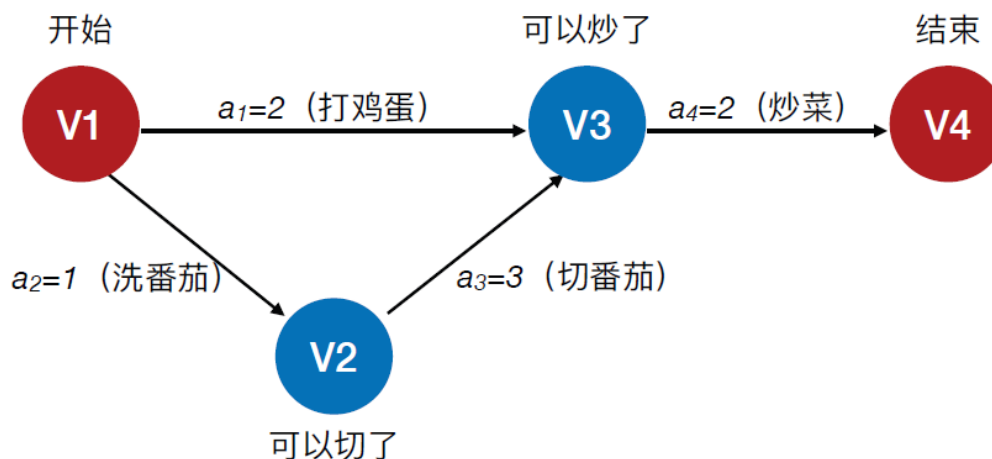 开始
可以炒了
结束
V1
a₁=2（打鸡蛋）
V3
a₄=2（炒菜）
V4
a₂=1（洗番茄）
a₃=3（切番茄）
V2
可以切了